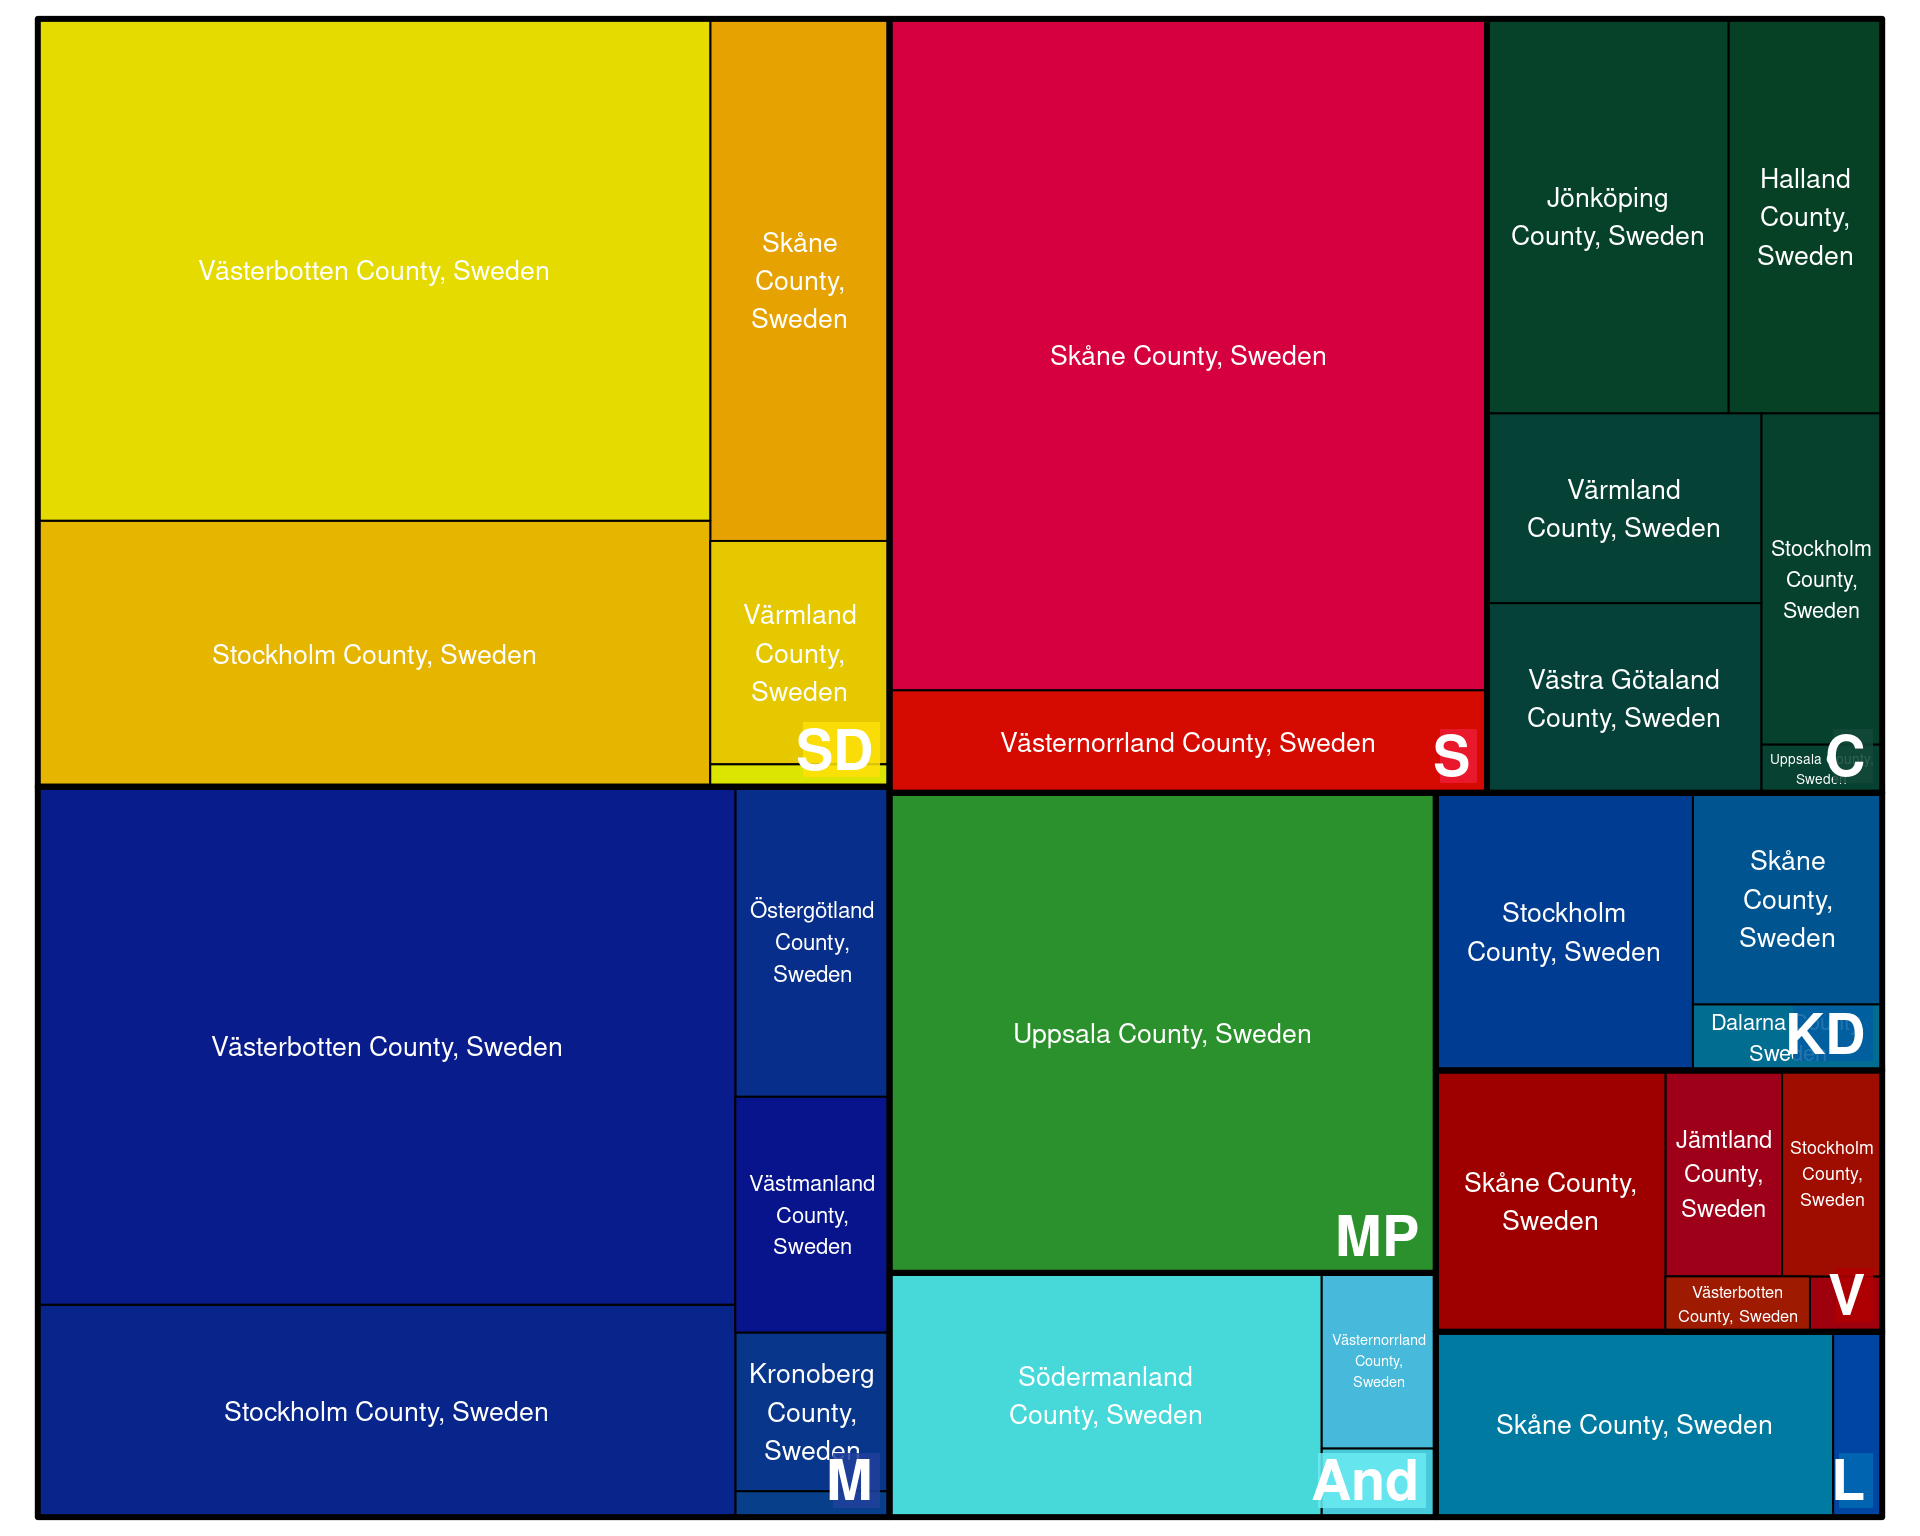 Västerbotten County, Sweden
Skåne
County,
Sweden
Stockholm County, Sweden
Värmland
County,
Sweden
SD
Skåne County, Sweden
Västernorrland County, Sweden
S
Jönköping
County, Sweden
Halland
County,
Sweden
Värmland
County, Sweden
Stockholm
County,
Sweden
Västra Götaland
County, Sweden
Uppsala County,
Sweden
C
Västerbotten County, Sweden
Östergötland
County,
Sweden
Västmanland
County,
Sweden
Stockholm County, Sweden
Kronoberg
County,
Sweden
M
Uppsala County, Sweden
MP
Södermanland
County, Sweden
Västernorrland
County,
Sweden
And
Stockholm
County, Sweden
Skåne
County,
Sweden
Dalarna County,
Sweden
KD
Skåne County,
Sweden
Jämtland
County,
Sweden
Stockholm
County,
Sweden
Västerbotten
County, Sweden
V
Skåne County, Sweden
L